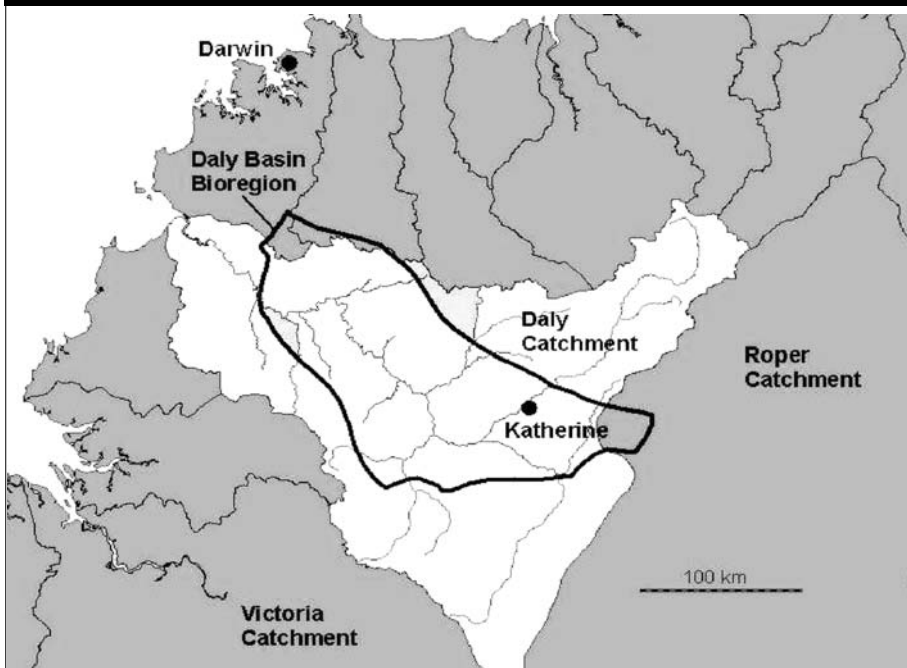 Darwin
Daly Basin
Bioregion
Daly
Catchment
Roper
Catchment
Katherine
100 km
Victoria
Catchment